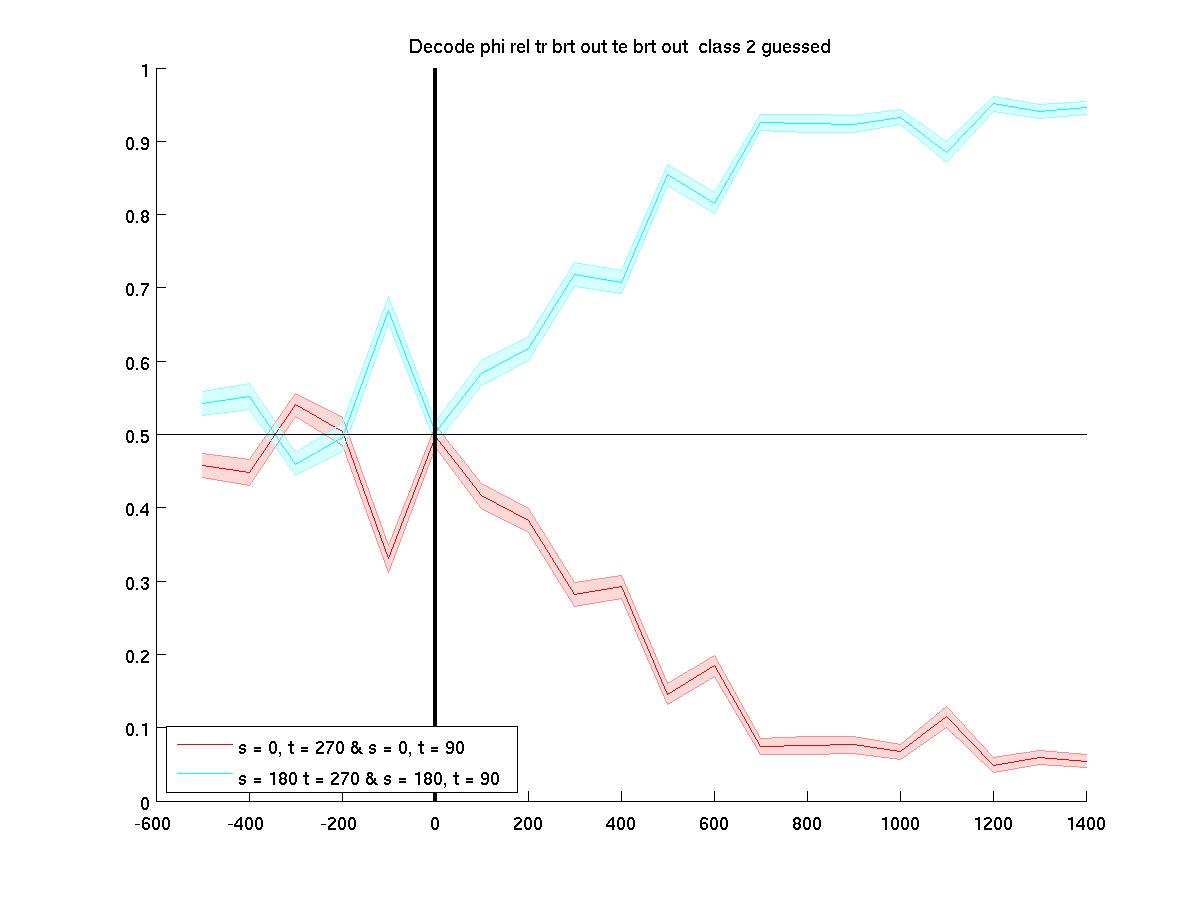 Decode phi rel tr brt out te brt out  class 2 guessed
1
0.9
0.8
0.7
0.6
0.5
0.4
0.3
0.2
0.1
0
s = 0, t = 270 & s = 0, t = 90
s = 180 t = 270 & s = 180, t = 90
-600 -400 -200 0 200 400 600 800 1000 1200 1400